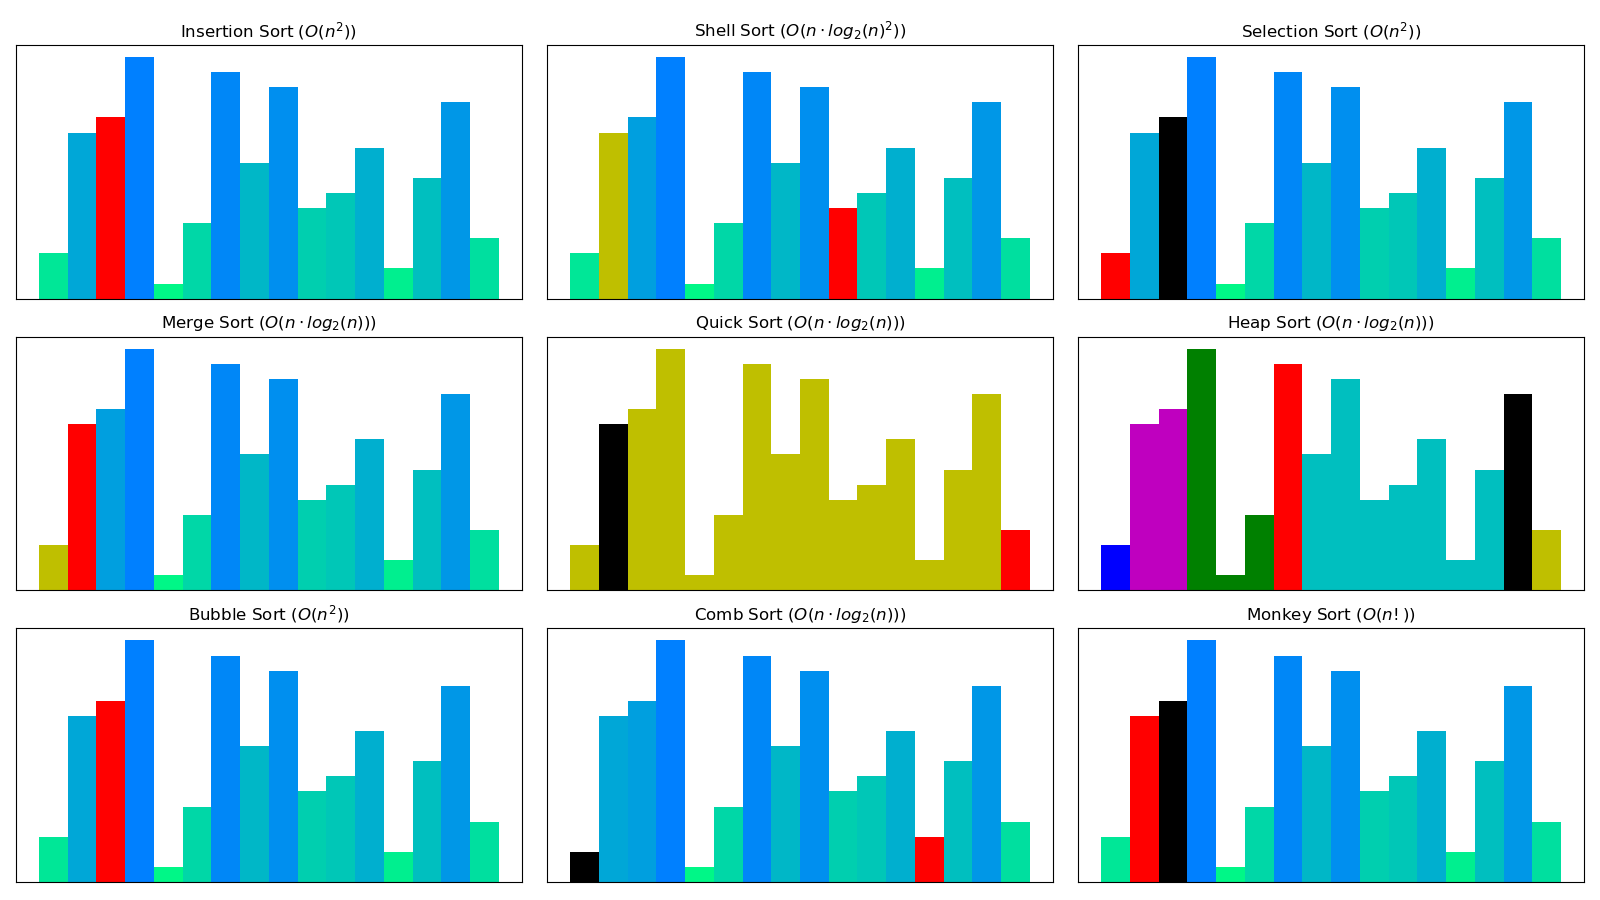 Insertion Sort (O(n²))
Shell Sort (O(n · log₂(n)²))
Selection Sort (O(n²))
Merge Sort (O(n · log₂(n)))
Quick Sort (O(n · log₂(n)))
Heap Sort (O(n · log₂(n)))
Bubble Sort (O(n²))
Comb Sort (O(n · log₂(n)))
Monkey Sort (O(n!))